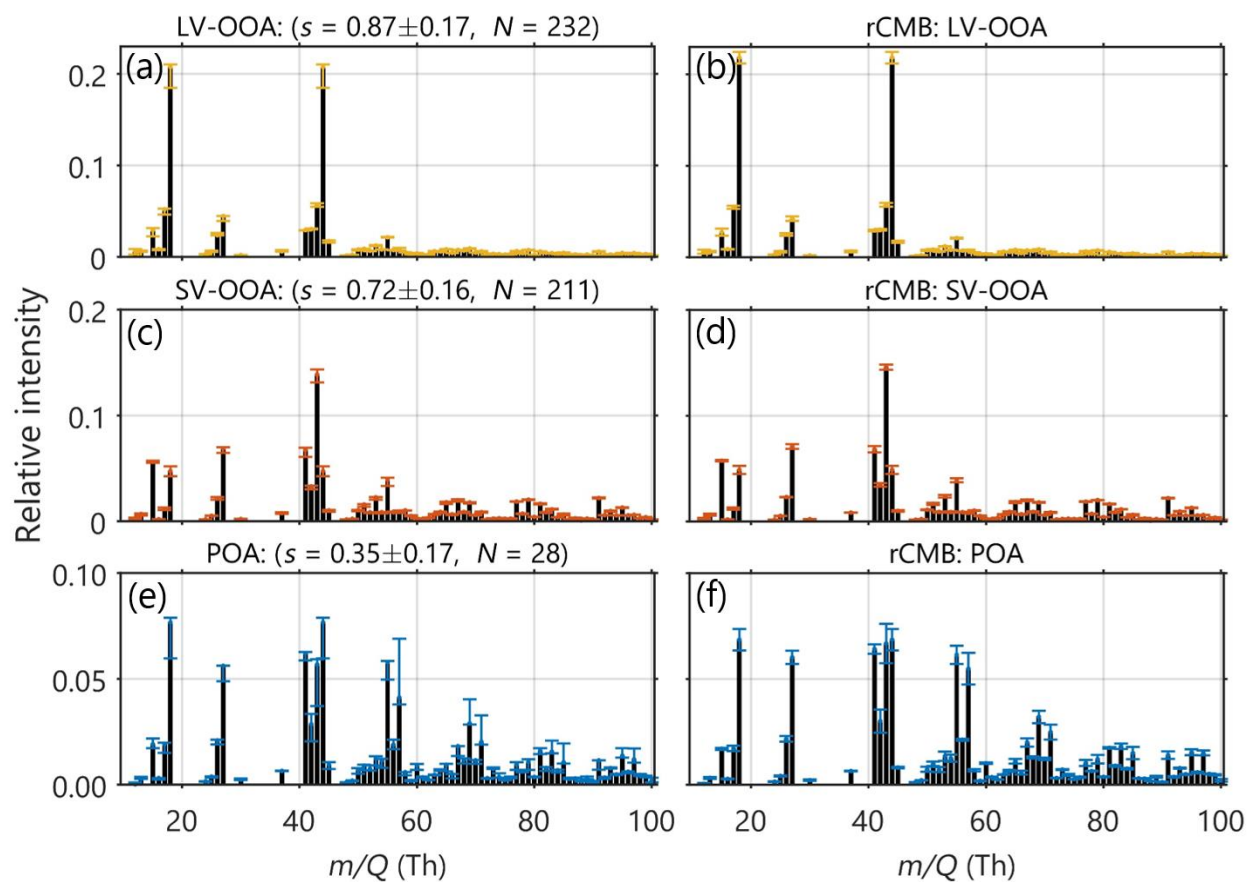 LV-OOA: (s = 0.87±0.17, N = 232)
rCMB: LV-OOA
(a)
(b)
0.2
0.1
0
SV-OOA: (s = 0.72±0.16, N = 211)
rCMB: SV-OOA
(c)
(d)
0.2
0.1
0
Relative intensity
POA: (s = 0.35±0.17, N = 28)
rCMB: POA
(e)
(f)
0.10
0.05
0.00
20 40 60 80 100
20 40 60 80 100
m/Q (Th)
m/Q (Th)